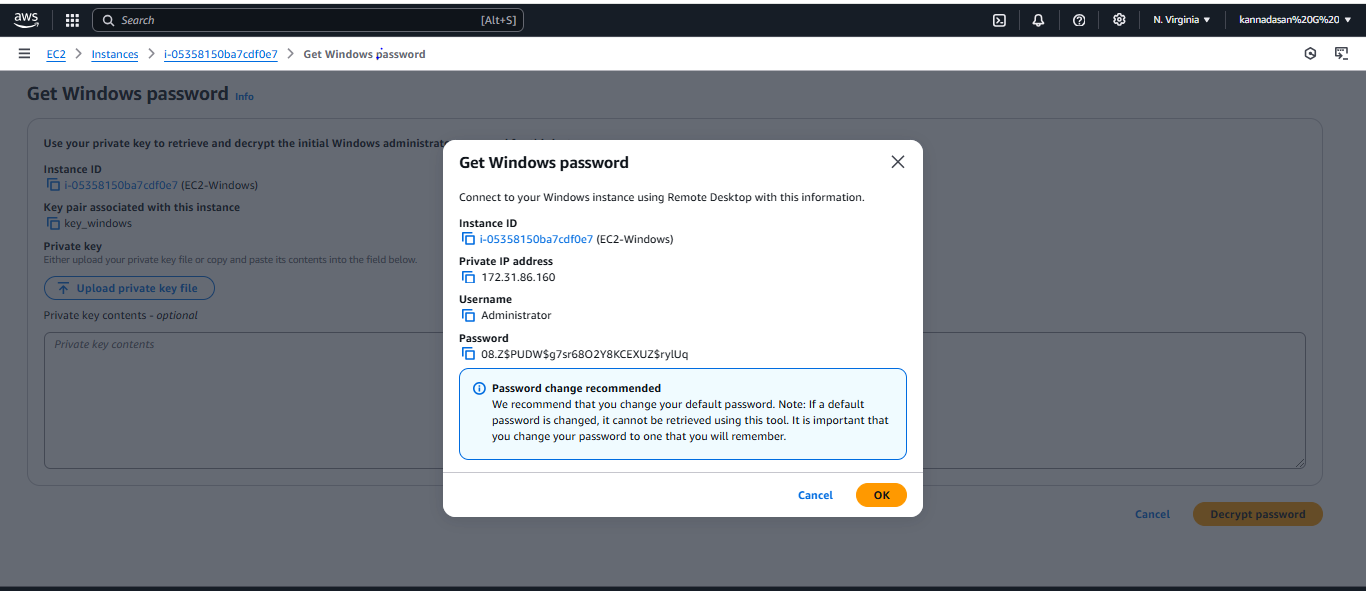 aws
Search [Alt+S]
N. Virginia
kannadasan%20G%20
EC2 > Instances > i-05358150ba7cdf0e7 > Get Windows password
Get Windows password Info
Use your private key to retrieve and decrypt the initial Windows
Instance ID
i-05358150ba7cdf0e7 (EC2-Windows)
Key pair associated with this instance
key_windows
Private key
Either upload your private key file or copy and paste its contents into the field below.
Upload private key file
Private key contents - optional
Private key contents
Cancel
Decrypt password
Get Windows password
Connect to your Windows instance using Remote Desktop with this information.
Instance ID
i-05358150ba7cdf0e7 (EC2-Windows)
Private IP address
172.31.86.160
Username
Administrator
Password
08.Z$PUDW$g7sr68O2Y8KCEXUZ$rylUq
Password change recommended
We recommend that you change your default password. Note: If a default
password is changed, it cannot be retrieved using this tool. It is important that
you change your password to one that you will remember.
Cancel
OK